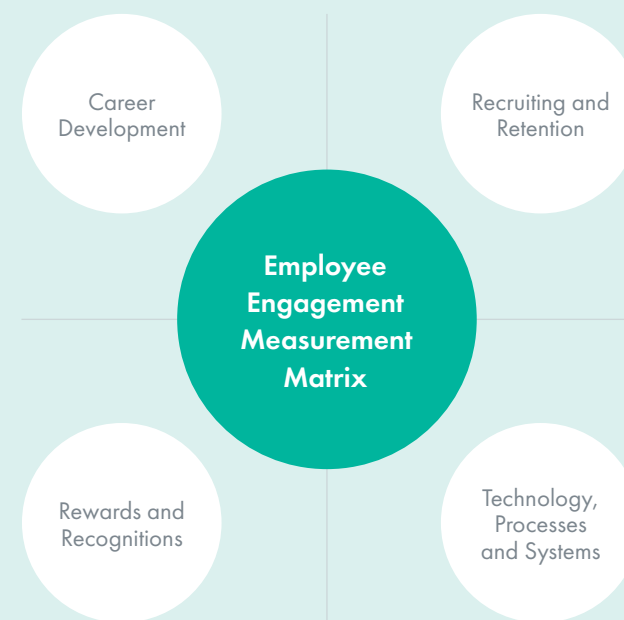 Career
Development
Recruiting and
Retention
Employee
Engagement
Measurement
Matrix
Rewards and
Recognitions
Technology,
Processes
and Systems